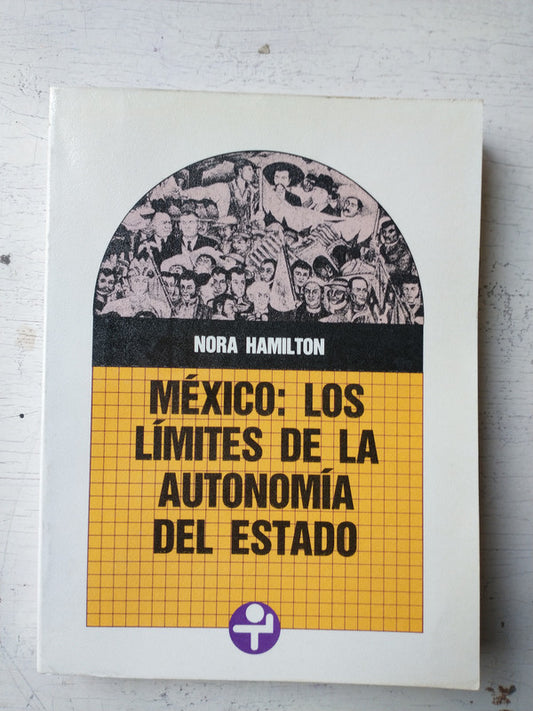 NORA HAMILTON
MÉXICO: LOS
LÍMITES DE LA
AUTONOMÍA
DEL ESTADO